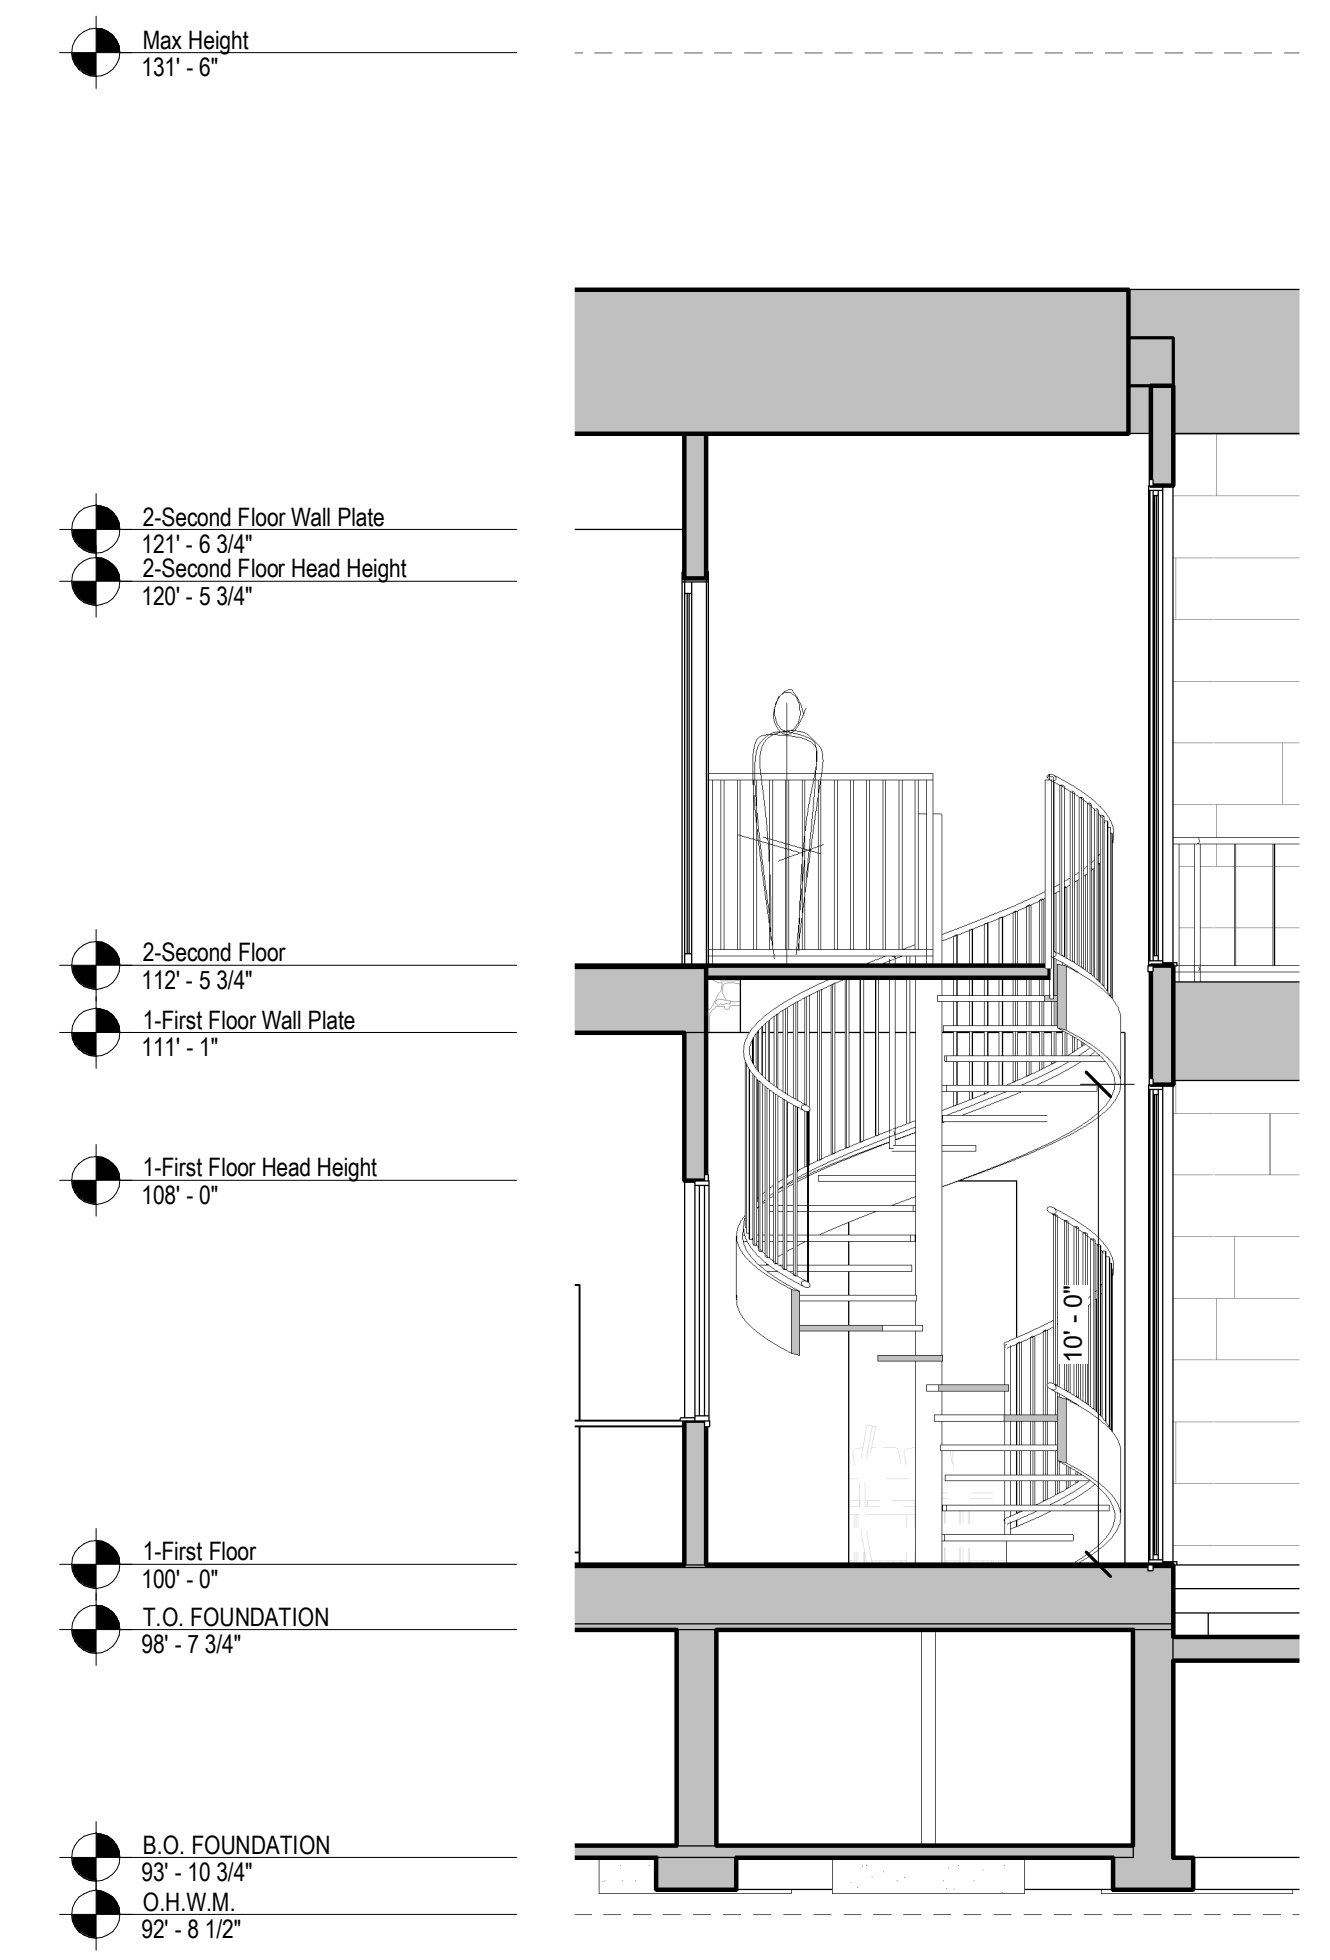 Max Height
131' - 6"
2-Second Floor Wall Plate
121' - 6 3/4"
2-Second Floor Head Height
120' - 5 3/4"
2-Second Floor
112' - 5 3/4"
1-First Floor Wall Plate
111' - 1"
1-First Floor Head Height
108' - 0"
10' - 0"
1-First Floor
100' - 0"
T.O. FOUNDATION
98' - 7 3/4"
B.O. FOUNDATION
93' - 10 3/4"
O.H.W.M.
92' - 8 1/2"